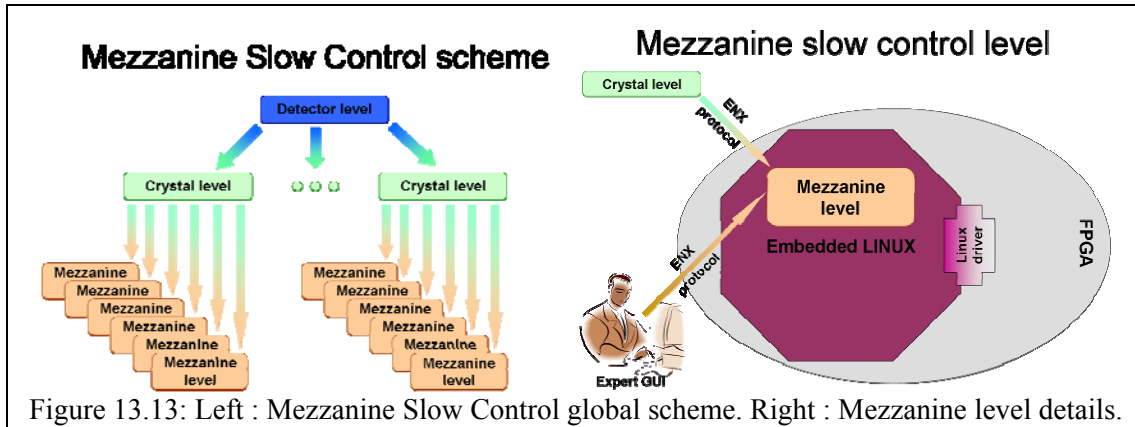 Mezzanine Slow Control scheme
Detector level
Crystal level
Crystal level
Mezzanine
Mezzanine
Mezzanine
Mezzanine
Mezzanine
Mezzanine
level
Mezzanine
Mezzanine
Mezzanine
Mezzanine
Mezzanine
Mezzanine
level
Mezzanine slow control level
Crystal level
ENX
protocol
Mezzanine
level
Embedded LINUX
Linux
driver
FPGA
ENX
protocol
Expert GUI
Figure 13.13: Left : Mezzanine Slow Control global scheme. Right : Mezzanine level details.